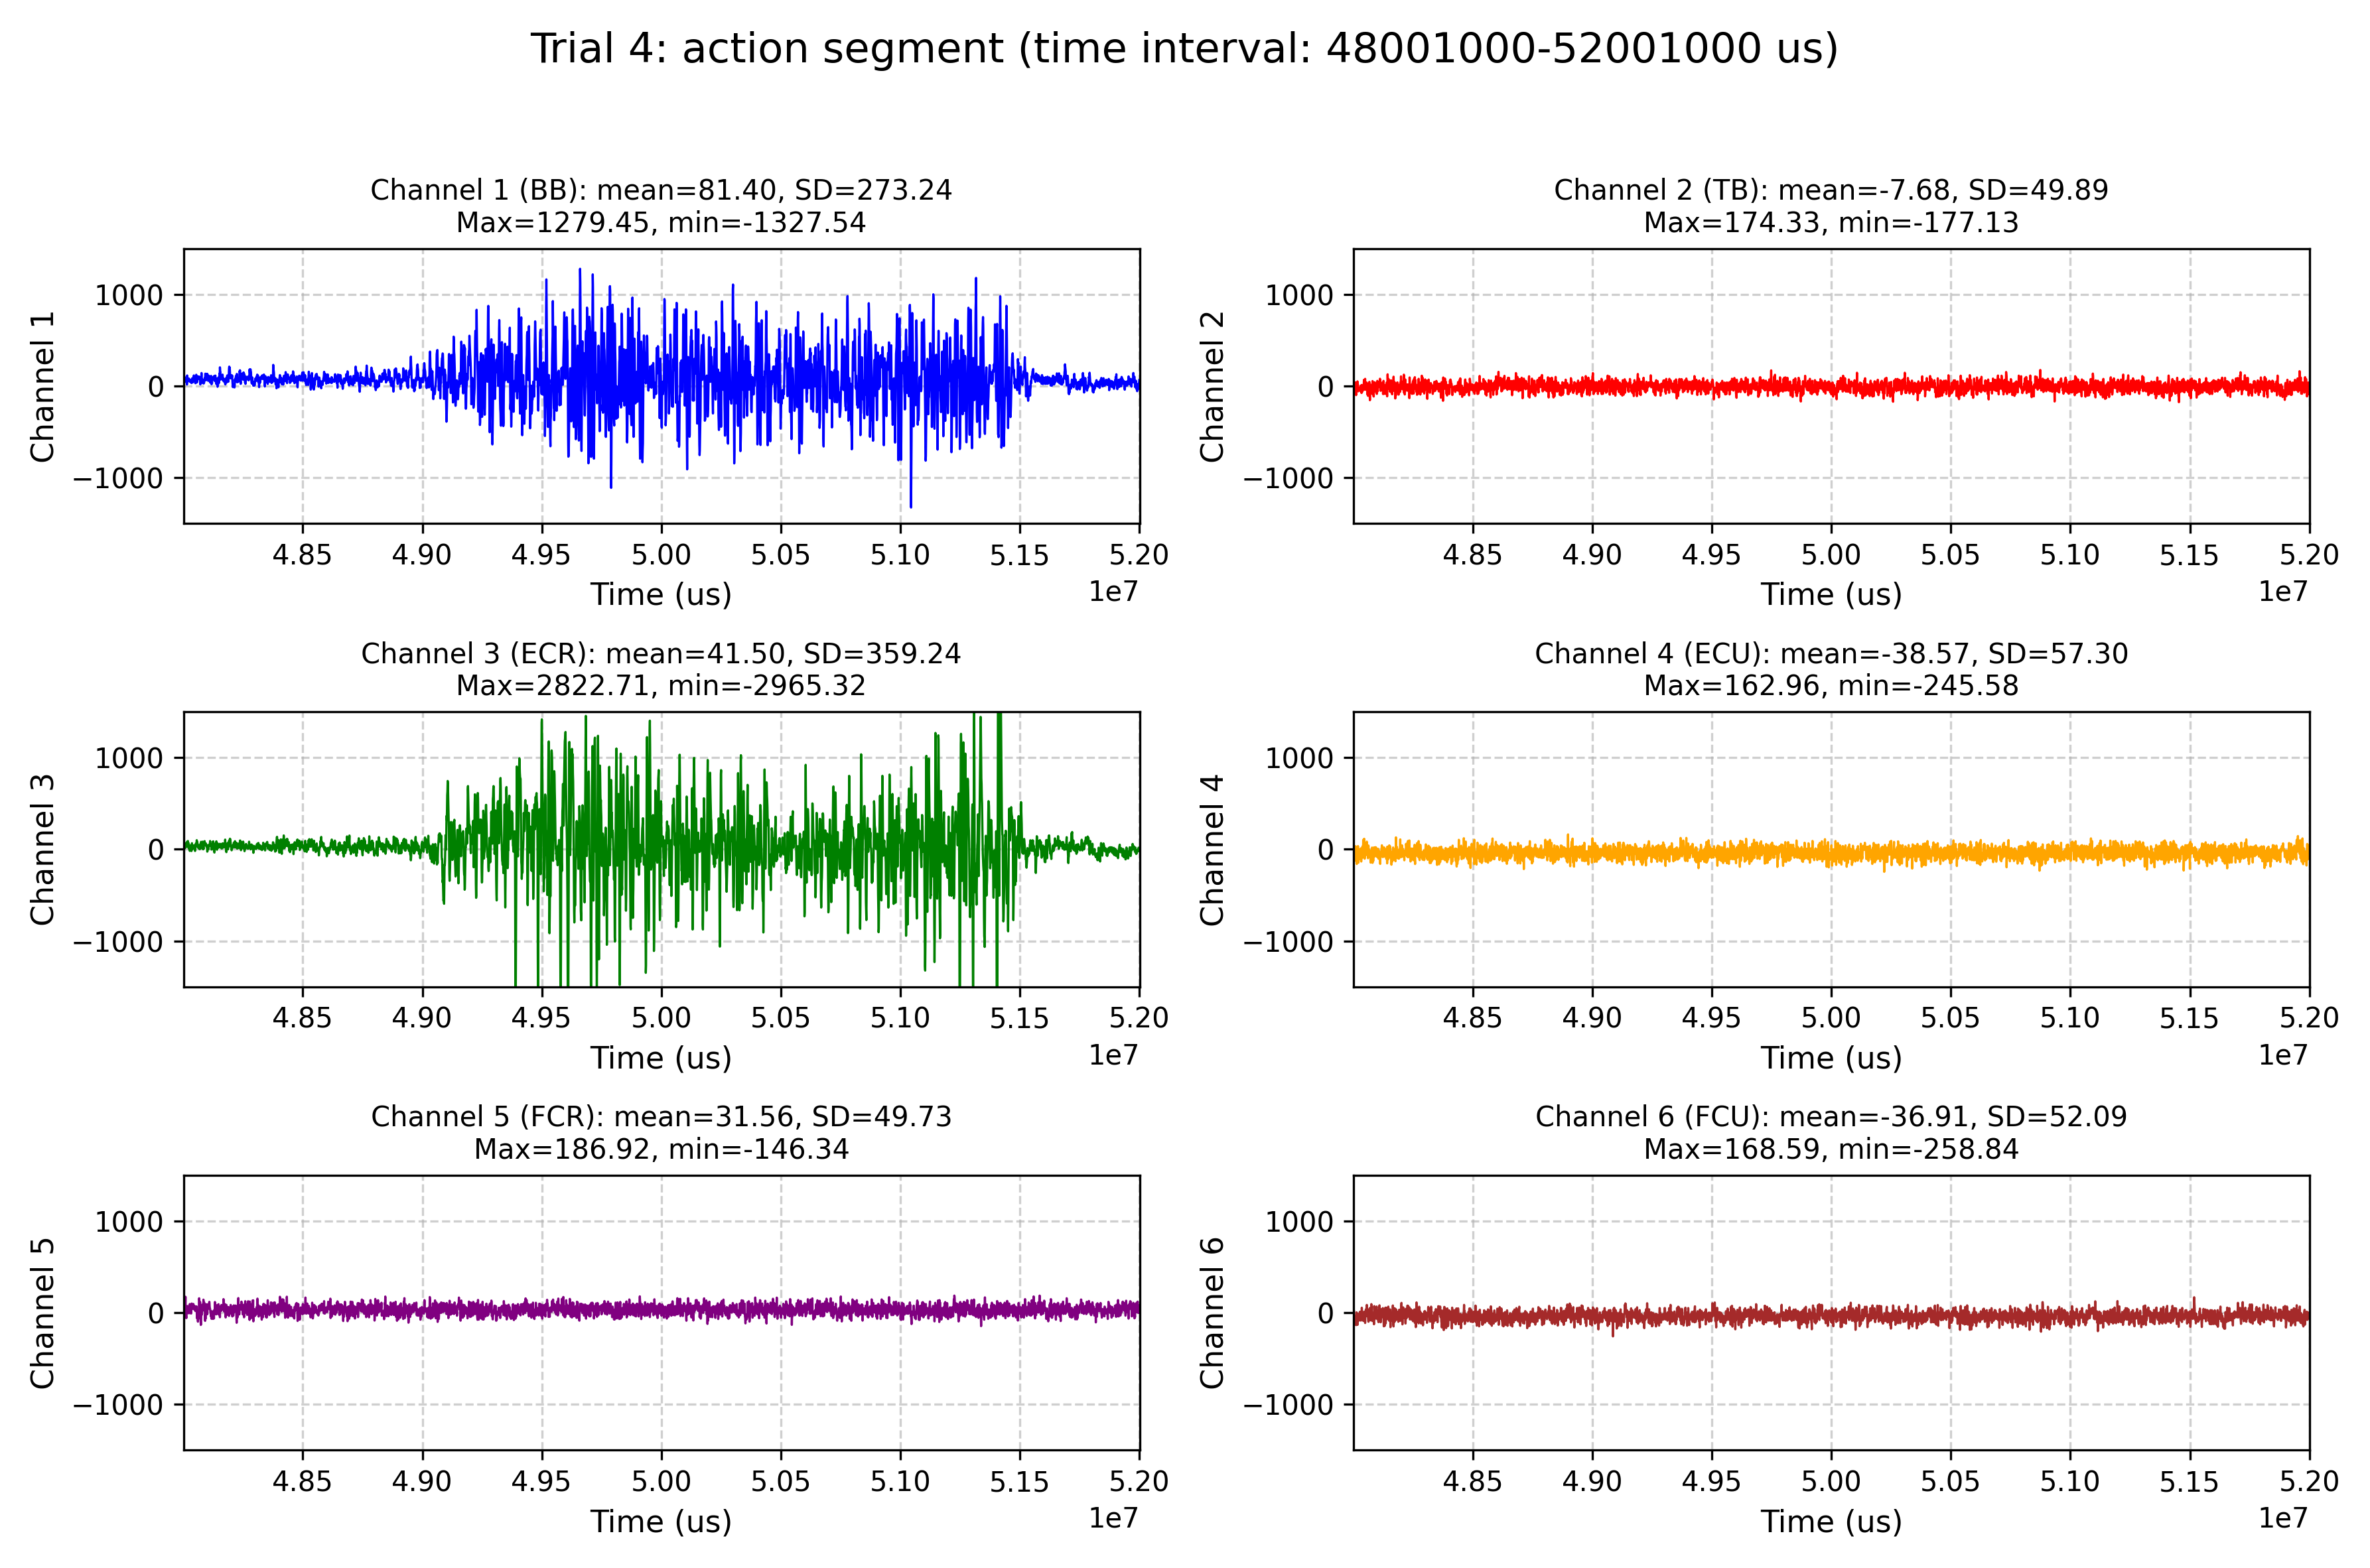 Trial 4: action segment (time interval: 48001000-52001000 us)
Channel 1 (BB): mean=81.40, SD=273.24
Max=1279.45, min=-1327.54
Channel 1
1000
0
−1000
4.85 4.90 4.95 5.00 5.05 5.10 5.15 5.20
1e7
Time (us)
Channel 2 (TB): mean=-7.68, SD=49.89
Max=174.33, min=-177.13
Channel 2
1000
0
−1000
4.85 4.90 4.95 5.00 5.05 5.10 5.15 5.20
1e7
Time (us)
Channel 3 (ECR): mean=41.50, SD=359.24
Max=2822.71, min=-2965.32
Channel 3
1000
0
−1000
4.85 4.90 4.95 5.00 5.05 5.10 5.15 5.20
1e7
Time (us)
Channel 4 (ECU): mean=-38.57, SD=57.30
Max=162.96, min=-245.58
Channel 4
1000
0
−1000
4.85 4.90 4.95 5.00 5.05 5.10 5.15 5.20
1e7
Time (us)
Channel 5 (FCR): mean=31.56, SD=49.73
Max=186.92, min=-146.34
Channel 5
1000
0
−1000
4.85 4.90 4.95 5.00 5.05 5.10 5.15 5.20
1e7
Time (us)
Channel 6 (FCU): mean=-36.91, SD=52.09
Max=168.59, min=-258.84
Channel 6
1000
0
−1000
4.85 4.90 4.95 5.00 5.05 5.10 5.15 5.20
1e7
Time (us)